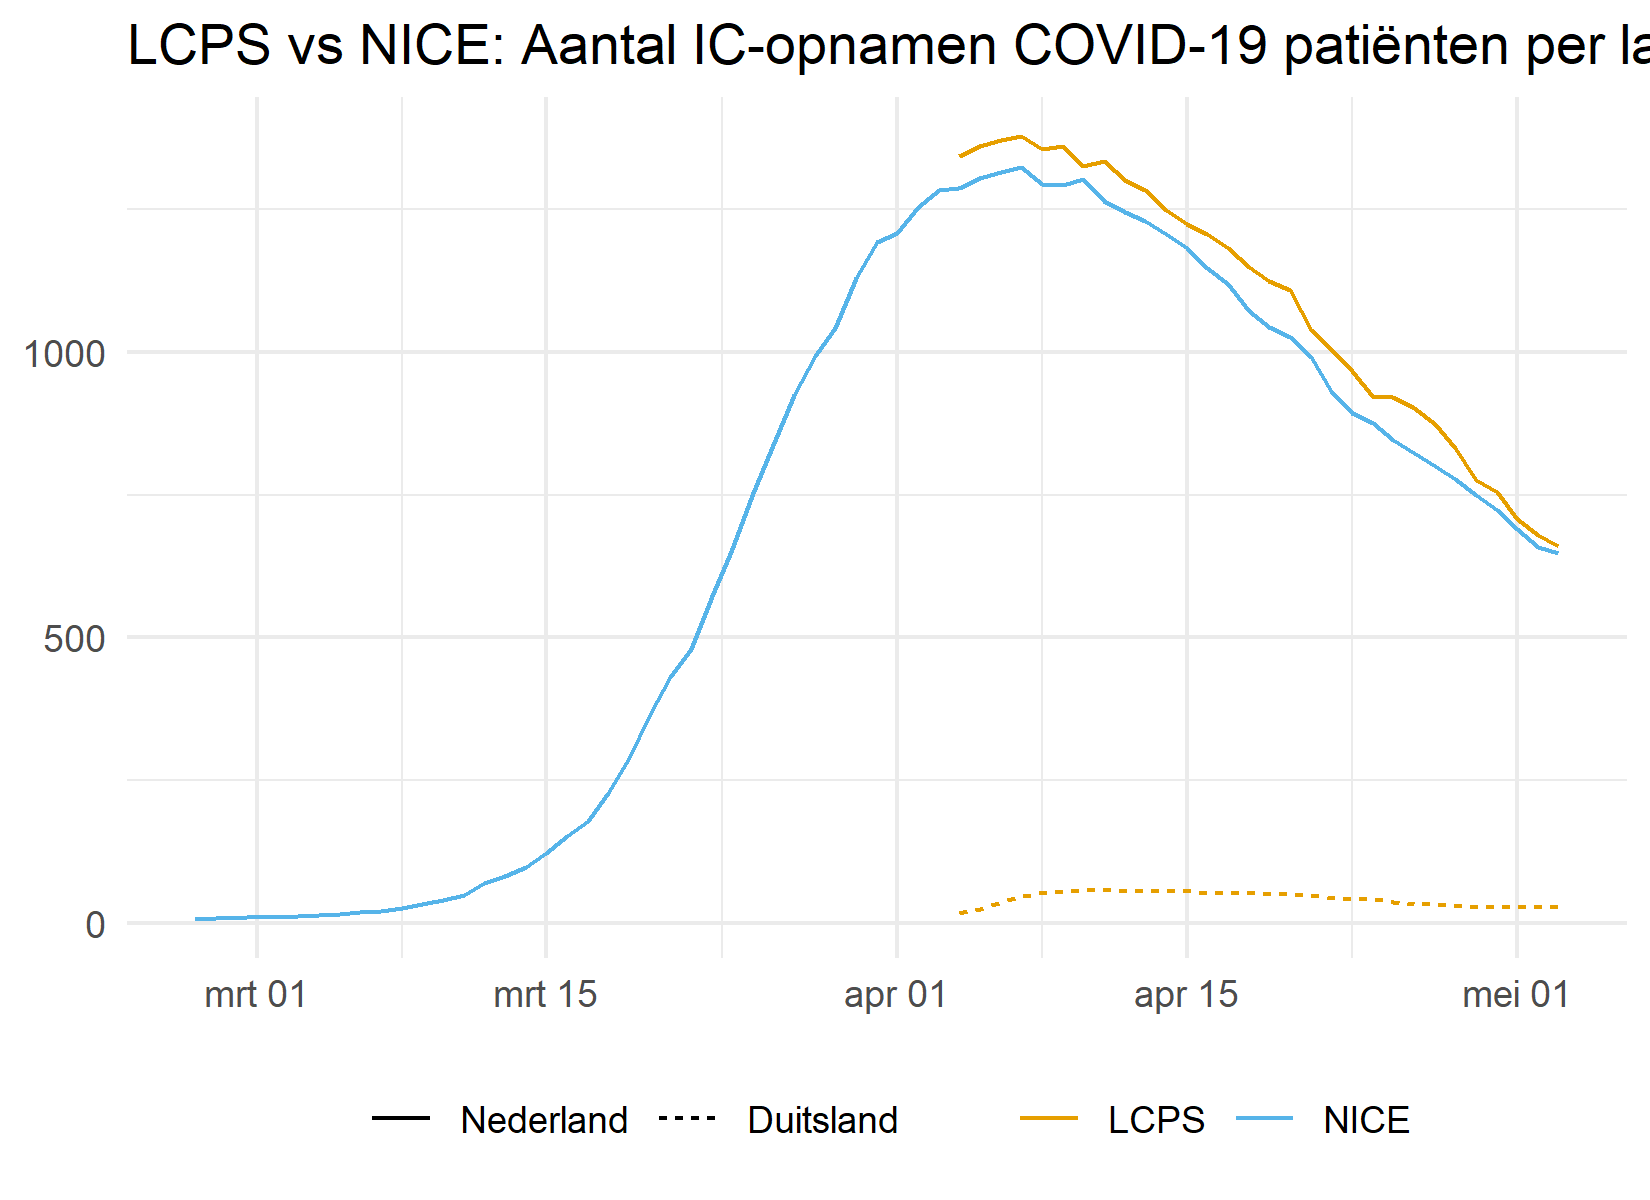 LCPS vs NICE: Aantal IC-opnamen COVID-19 patiënten per la
1000
500
0
mrt 01 mrt 15 apr 01 apr 15 mei 01
Nederland Duitsland LCPS NICE